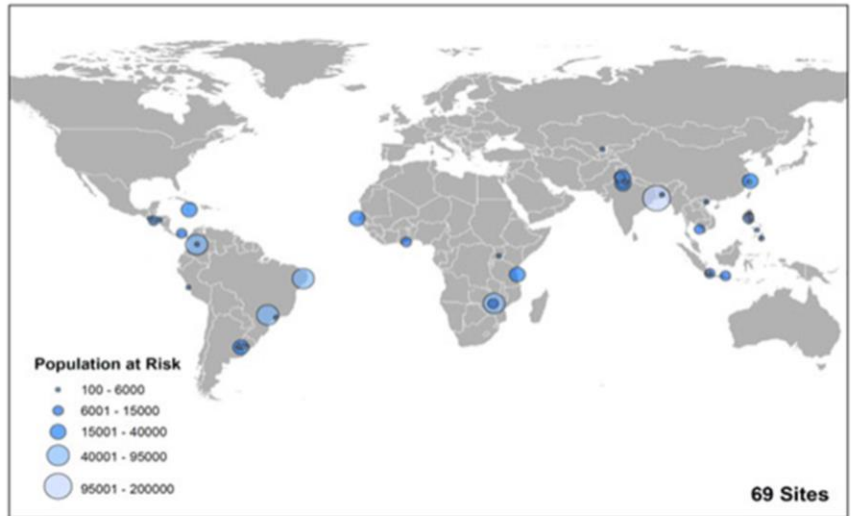 Population at Risk
100 - 6000
6001 - 15000
15001 - 40000
40001 - 95000
95001 - 200000
69 Sites